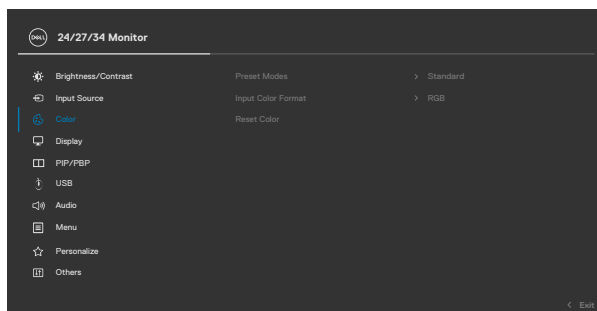 DELL 24/27/34 Monitor
Brightness/Contrast Preset Modes > Standard
Input Source Input Color Format > RGB
Color Reset Color
Display
PIP/PBP
USB
Audio
Menu
Personalize
Others
< Exit